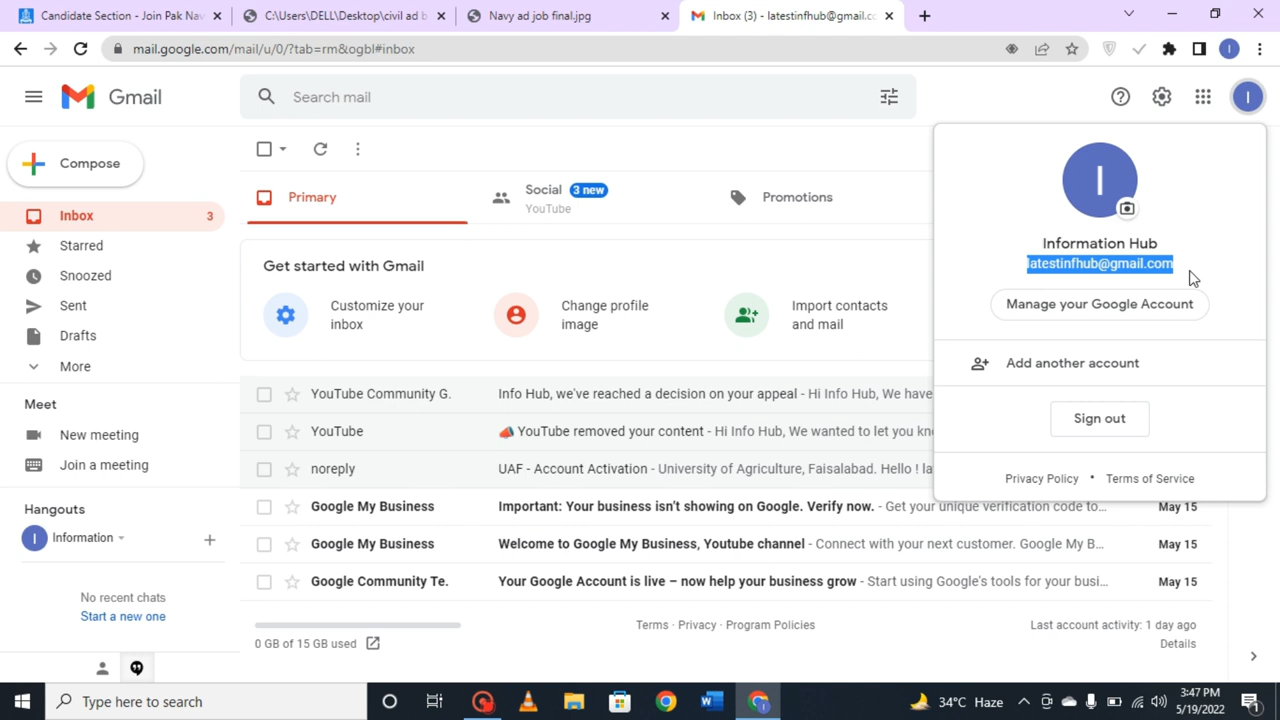 Candidate Section - Join Pak Nav
C:\Users\DELL\Desktop\civil ad b
Navy ad job final.jpg
Inbox (3) - latestinfhub@gmail.co
mail.google.com/mail/u/0/?tab=rm&ogbl#inbox
I
Gmail
Search mail
I
Compose
Primary
Social 3 new
YouTube
Promotions
Inbox 3
Starred
Snoozed
Sent
Drafts
More
Meet
New meeting
Join a meeting
Hangouts
I Information
No recent chats
Start a new one
Get started with Gmail
Customize your
inbox
Change profile
image
Import contacts
and mail
YouTube Community G. Info Hub, we've reached a decision on your appeal - Hi Info Hub, We have
YouTube YouTube removed your content - Hi Info Hub, We wanted to let you kn
noreply UAF - Account Activation - University of Agriculture, Faisalabad. Hello ! la
Google My Business Important: Your business isn't showing on Google. Verify now. - Get your unique verification code to… May 15
Google My Business Welcome to Google My Business, Youtube channel - Connect with your next customer. Google My B… May 15
Google Community Te. Your Google Account is live – now help your business grow - Start using Google's tools for your busi… May 15
0 GB of 15 GB used
Terms · Privacy · Program Policies
Last account activity: 1 day ago
Details
I
Information Hub
latestinfhub@gmail.com
Manage your Google Account
Add another account
Sign out
Privacy Policy • Terms of Service
Type here to search
34°C Haze
3:47 PM
5/19/2022
1